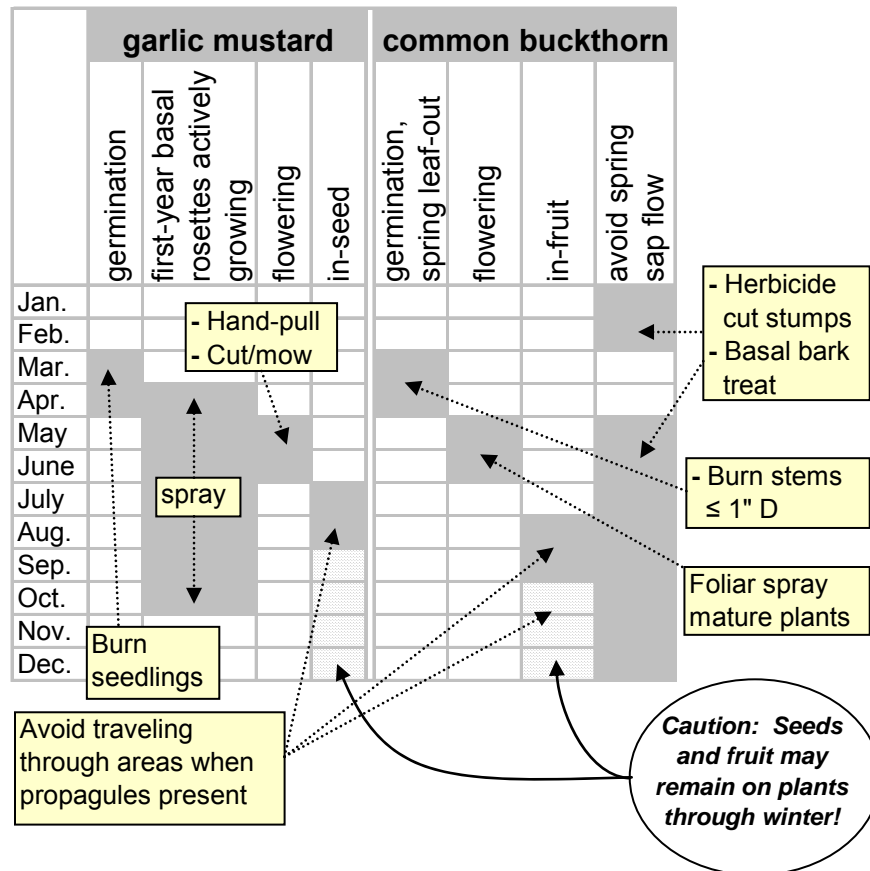 garlic mustard
common buckthorn
germination
first-year basal
rosettes actively
growing
flowering
in-seed
germination,
spring leaf-out
flowering
in-fruit
avoid spring
sap flow
Jan.
Feb.
Mar.
Apr.
May
June
July
Aug.
Sep.
Oct.
Nov.
Dec.
- Hand-pull
- Cut/mow
spray
Burn
seedlings
- Herbicide
cut stumps
- Basal bark
treat
- Burn stems
≤ 1" D
Foliar spray
mature plants
Avoid traveling
through areas when
propagules present
Caution: Seeds
and fruit may
remain on plants
through winter!